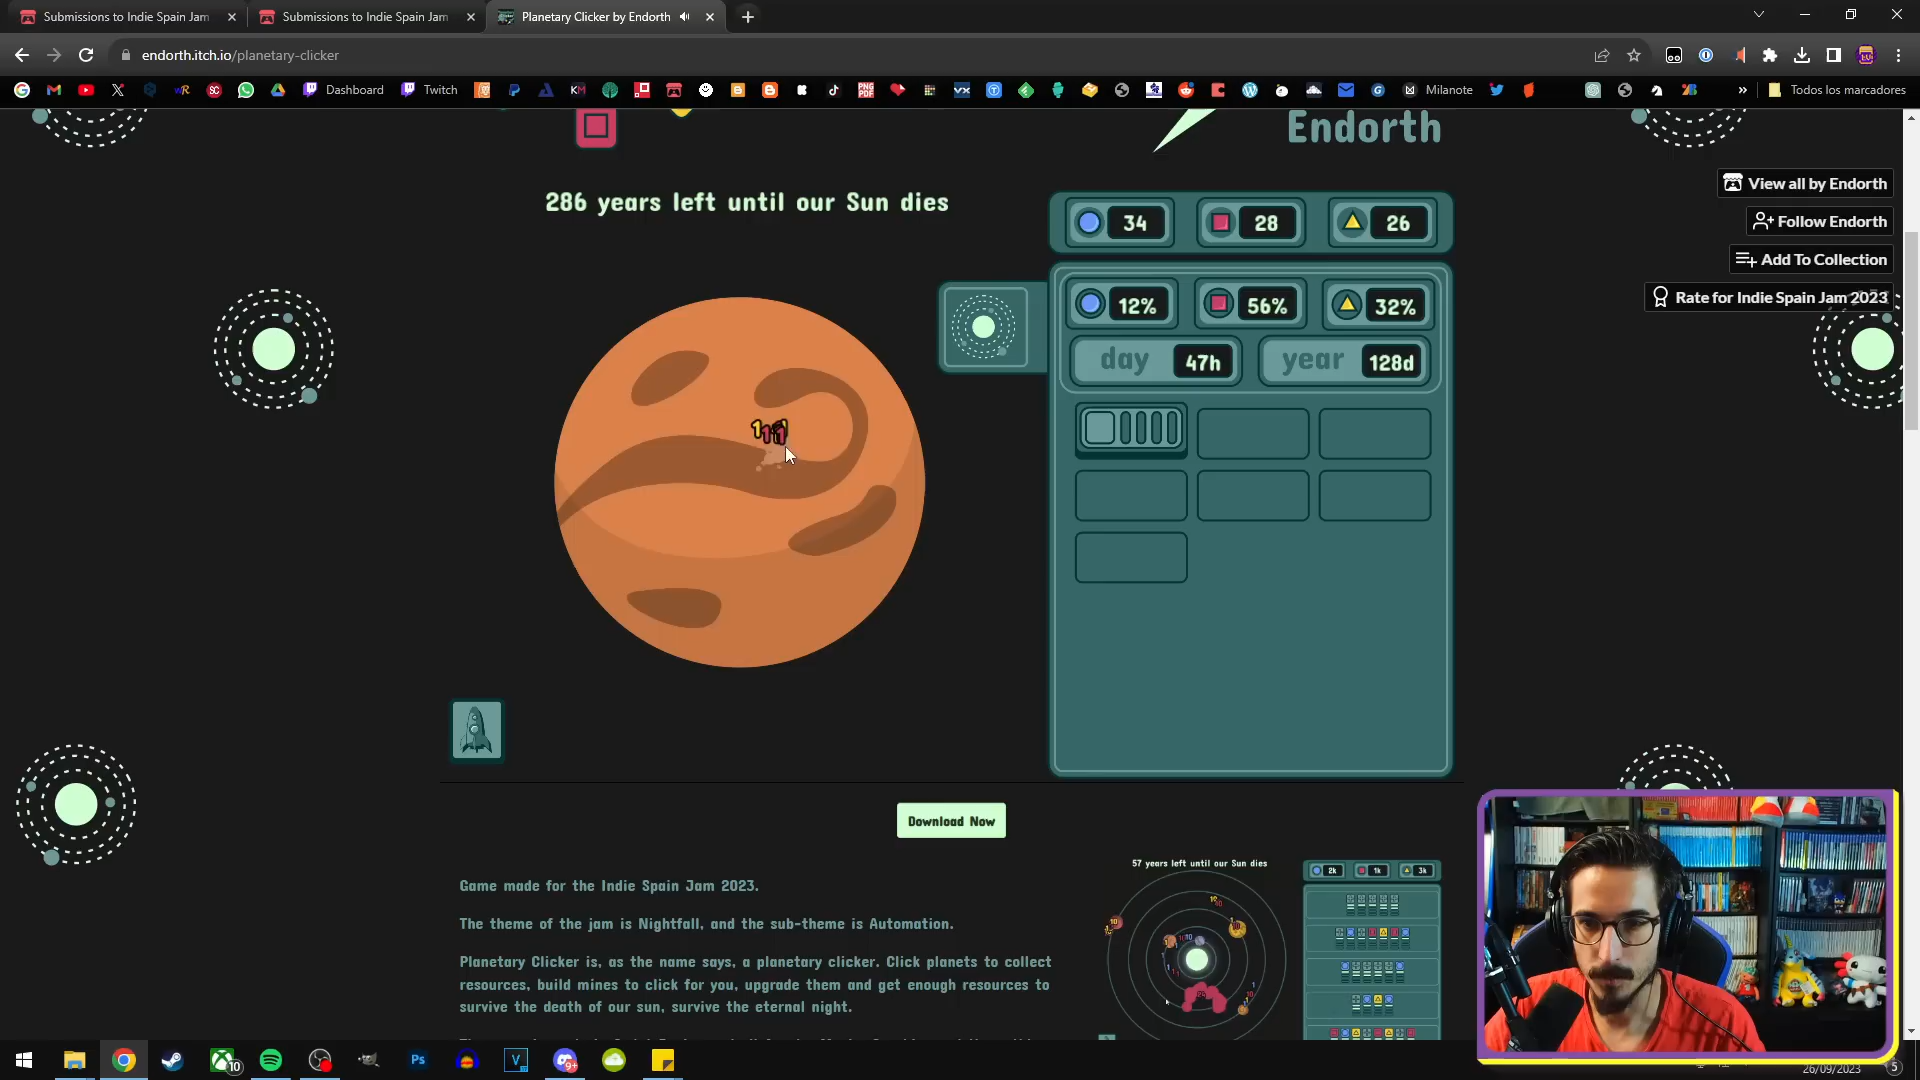 Submissions to Indie Spain Jam
Submissions to Indie Spain Jam
Planetary Clicker by Endorth
endorth.itch.io/planetary-clicker
Dashboard
Twitch
Milanote
Todos los marcadores
Endorth
View all by Endorth
Follow Endorth
Add To Collection
Rate for Indie Spain Jam 2023
286 years left until our Sun dies
34
28
26
12%
56%
32%
day
47h
year
128d
Download Now
57 years left until our Sun dies
2k
1k
3k
Game made for the Indie Spain Jam 2023.
The theme of the jam is Nightfall, and the sub-theme is Automation.
Planetary Clicker is, as the name says, a planetary clicker. Click planets to collect
resources, build mines to click for you, upgrade them and get enough resources to
survive the death of our sun, survive the eternal night.
10
9+
26/09/2023
5